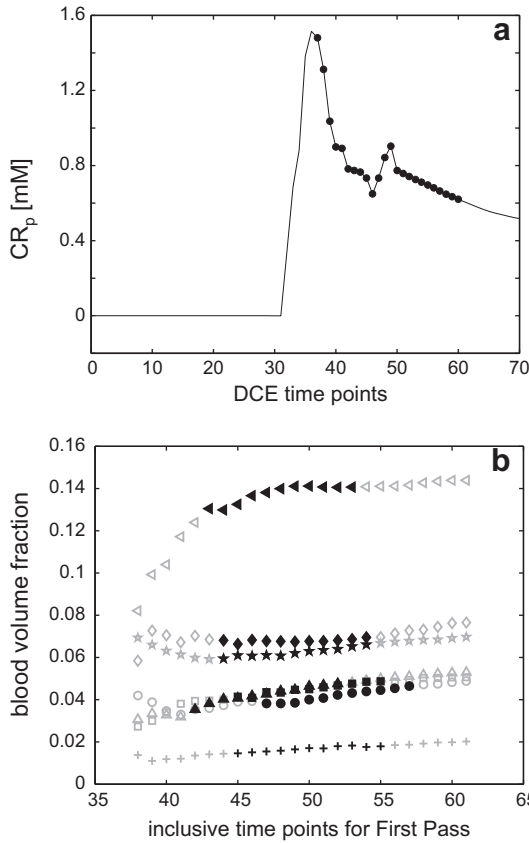 a
1.6
1.2
0.8
0.4
0
CRp [mM]
0 10 20 30 40 50 60 70
DCE time points
b
0.16
0.14
0.12
0.1
0.08
0.06
0.04
0.02
0
blood volume fraction
35 40 45 50 55 60 65
inclusive time points for First Pass